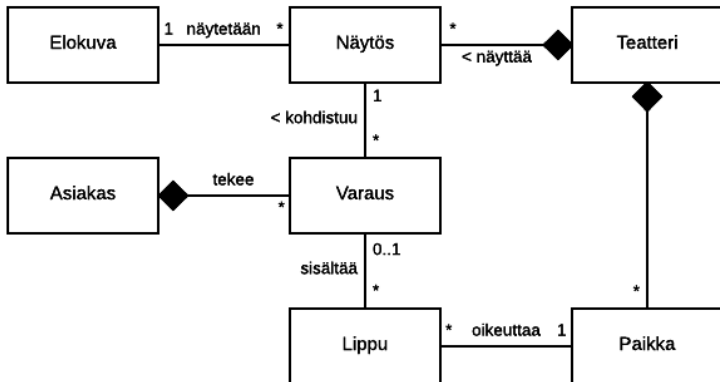 Elokuva
1 näytetään *
Näytös
*
< näyttää
Teatteri
1
< kohdistuu
*
Asiakas
tekee
*
Varaus
0..1
sisältää
*
*
Lippu
* oikeuttaa 1
Paikka